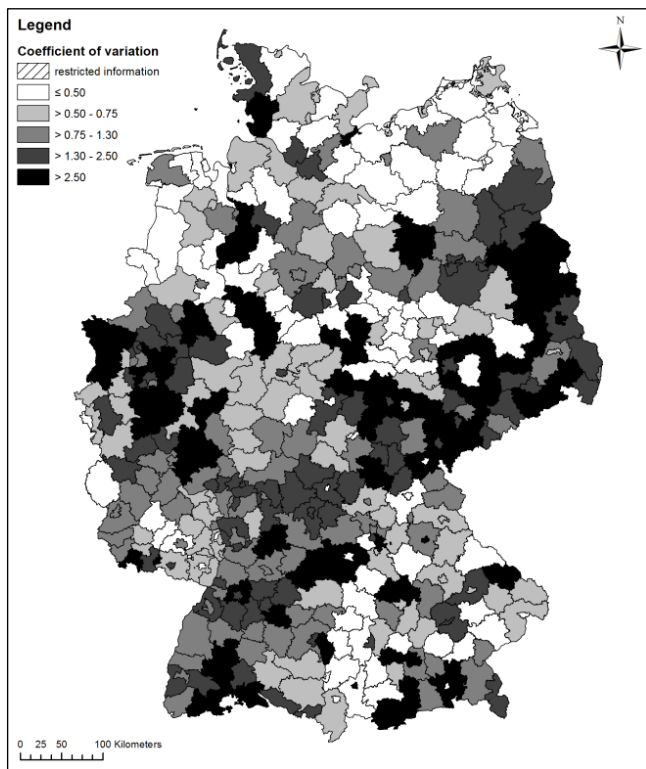 Legend
N
Coefficient of variation
restricted information
≤ 0.50
> 0.50 - 0.75
> 0.75 - 1.30
> 1.30 - 2.50
> 2.50
0 25 50 100 Kilometers